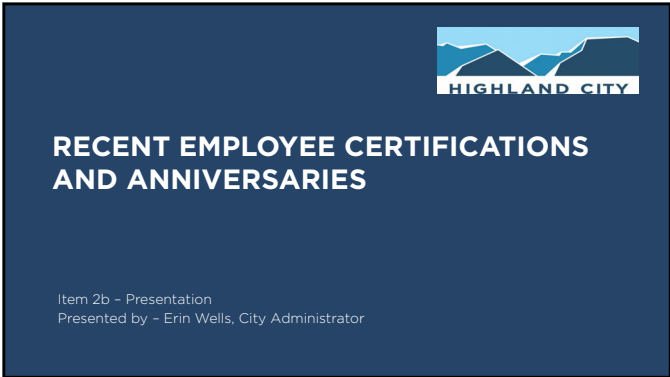 HIGHLAND CITY
RECENT EMPLOYEE CERTIFICATIONS
AND ANNIVERSARIES
Item 2b – Presentation
Presented by – Erin Wells, City Administrator